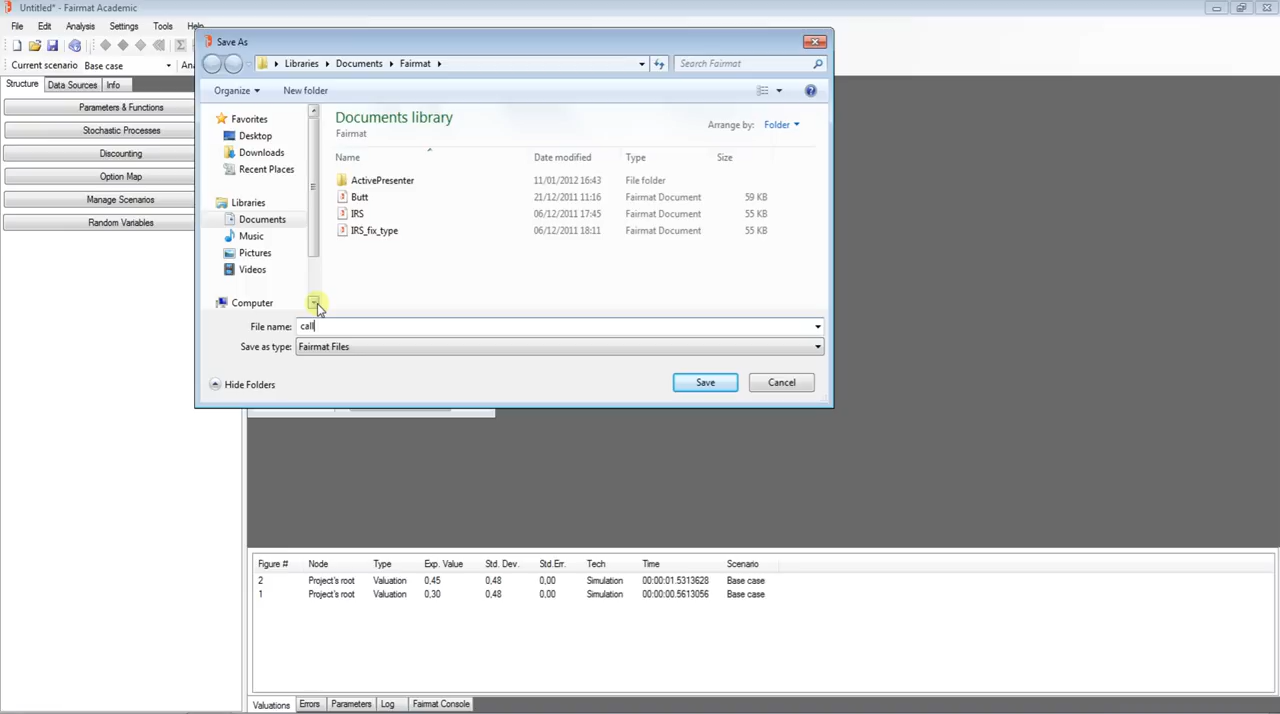 Untitled* - Fairmat Academic
File Edit Analysis Settings Tools Help
Current scenario Base case
Structure Data Sources Info
Parameters & Functions
Stochastic Processes
Discounting
Option Map
Manage Scenarios
Random Variables
Save As
Libraries Documents Fairmat
Search Fairmat
Organize New folder
Favorites
Desktop
Downloads
Recent Places
Libraries
Documents
Music
Pictures
Videos
Computer
Documents library
Fairmat
Arrange by: Folder
Name Date modified Type Size
ActivePresenter 11/01/2012 16:43 File folder
Butt 21/12/2011 11:16 Fairmat Document 59 KB
IRS 06/12/2011 17:45 Fairmat Document 55 KB
IRS_fix_type 06/12/2011 18:11 Fairmat Document 55 KB
File name: call
Save as type: Fairmat Files
Hide Folders
Save Cancel
Figure # Node Type Exp. Value Std. Dev. Std.Err. Tech Time Scenario
2 Project's root Valuation 0,45 0,48 0,00 Simulation 00:00:01.5313628 Base case
1 Project's root Valuation 0,30 0,48 0,00 Simulation 00:00:00.5613056 Base case
Valuations Errors Parameters Log Fairmat Console